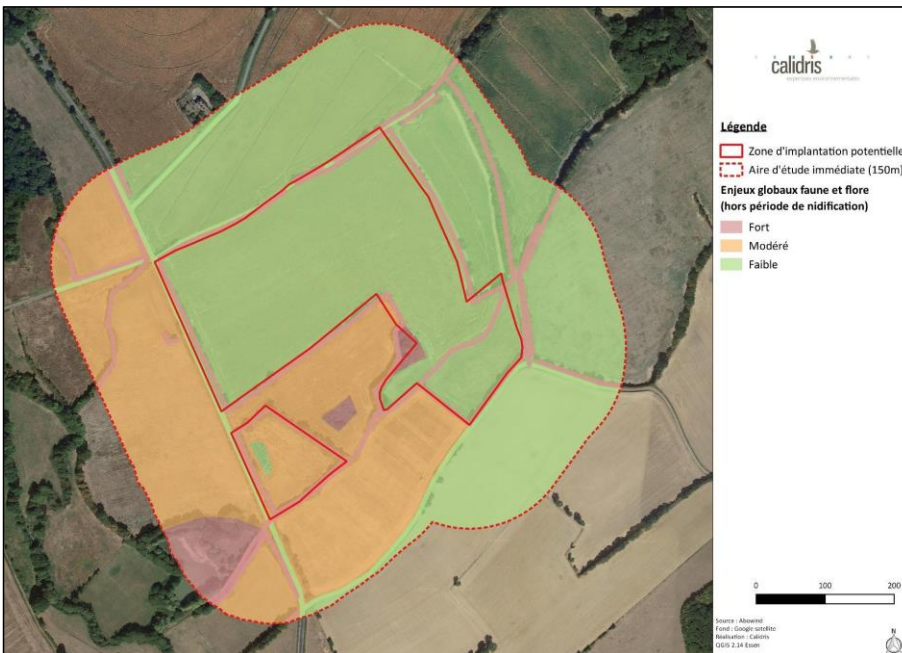 calidris
expertises environnementales
Légende
Zone d'implantation potentielle
Aire d'étude immédiate (150m)
Enjeux globaux faune et flore
(hors période de nidification)
Fort
Modéré
Faible
0 100 200
Source : Abowind
Fond : Google satellite
Réalisation : Calidris
QGIS 2.14 Essen
N